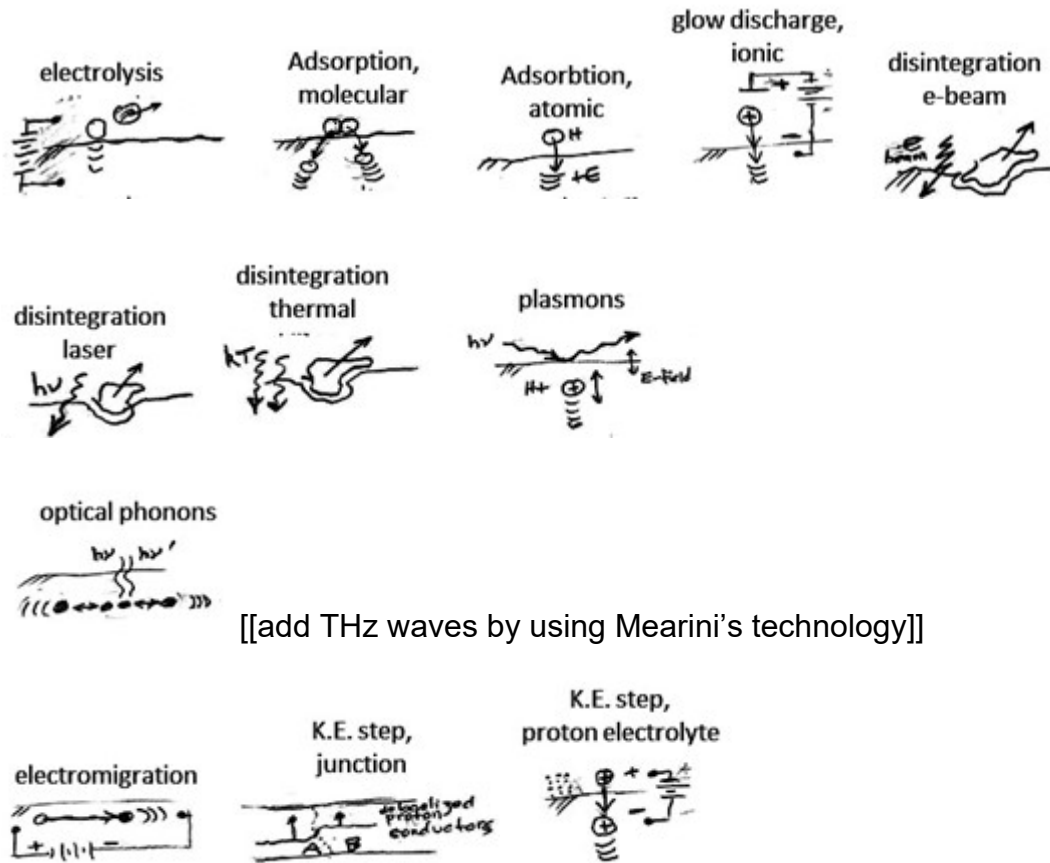 glow discharge,
ionic
electrolysis
Adsorption,
molecular
Adsorbtion,
atomic
disintegration
e-beam
+
+
-
H
+E
+
-
e
beam
disintegration
laser
hν
disintegration
thermal
kT
plasmons
hν
E-field
H+
+
optical phonons
hν hν'
[[add THz waves by using Mearini's technology]]
electromigration
+ -
K.E. step,
junction
delocalized
proton
conductors
A B
K.E. step,
proton electrolyte
+ + +
-
+